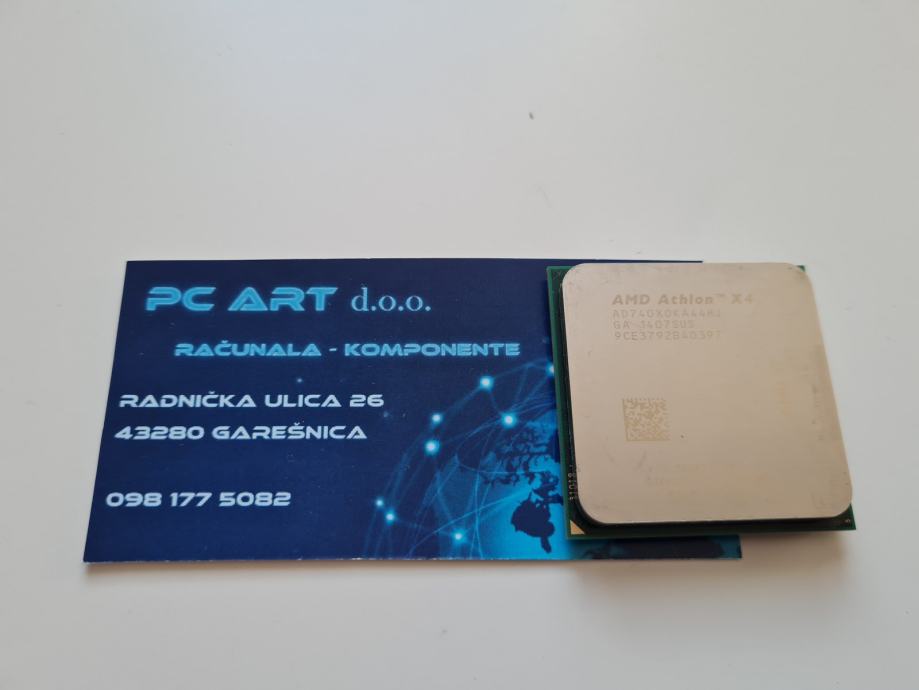 PC ART d.o.o.
RAČUNALA - KOMPONENTE
RADNIČKA ULICA 26
43280 GAREŠNICA
098 177 5082
AMD Athlon™ X4
AD740XOKA44HJ
GA 1407SUS
9CE3792B40397